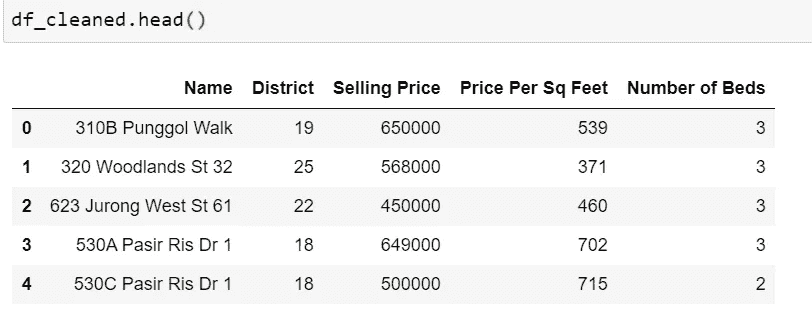 df_cleaned.head()
Name District Selling Price Price Per Sq Feet Number of Beds
0 310B Punggol Walk 19 650000 539 3
1 320 Woodlands St 32 25 568000 371 3
2 623 Jurong West St 61 22 450000 460 3
3 530A Pasir Ris Dr 1 18 649000 702 3
4 530C Pasir Ris Dr 1 18 500000 715 2